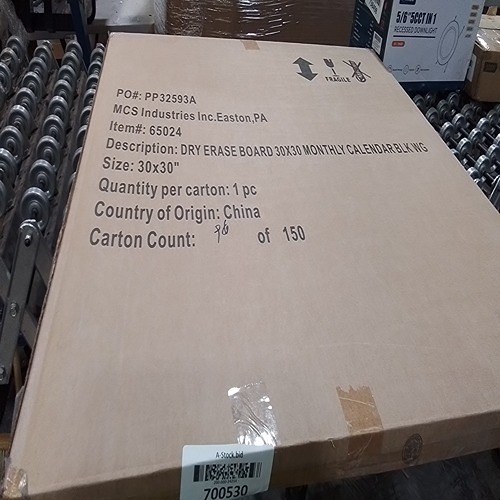 5/6"5CCT IN 1
RECESSED DOWNLIGHT
FRAGILE
PO#: PP32593A
MCS Industries Inc.Easton,PA
Item#: 65024
Description: DRY ERASE BOARD 30X30 MONTHLY CALENDAR BLK WG
Size: 30x30"
Quantity per carton: 1 pc
Country of Origin: China
Carton Count: of 150
A-Stock.bid
700530